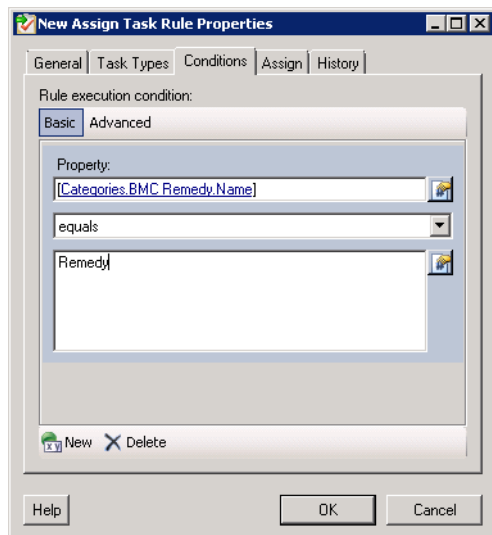 New Assign Task Rule Properties
General Task Types Conditions Assign History
Rule execution condition:
Basic Advanced
Property:
[Categories.BMC Remedy.Name]
equals
Remedy
New Delete
Help OK Cancel